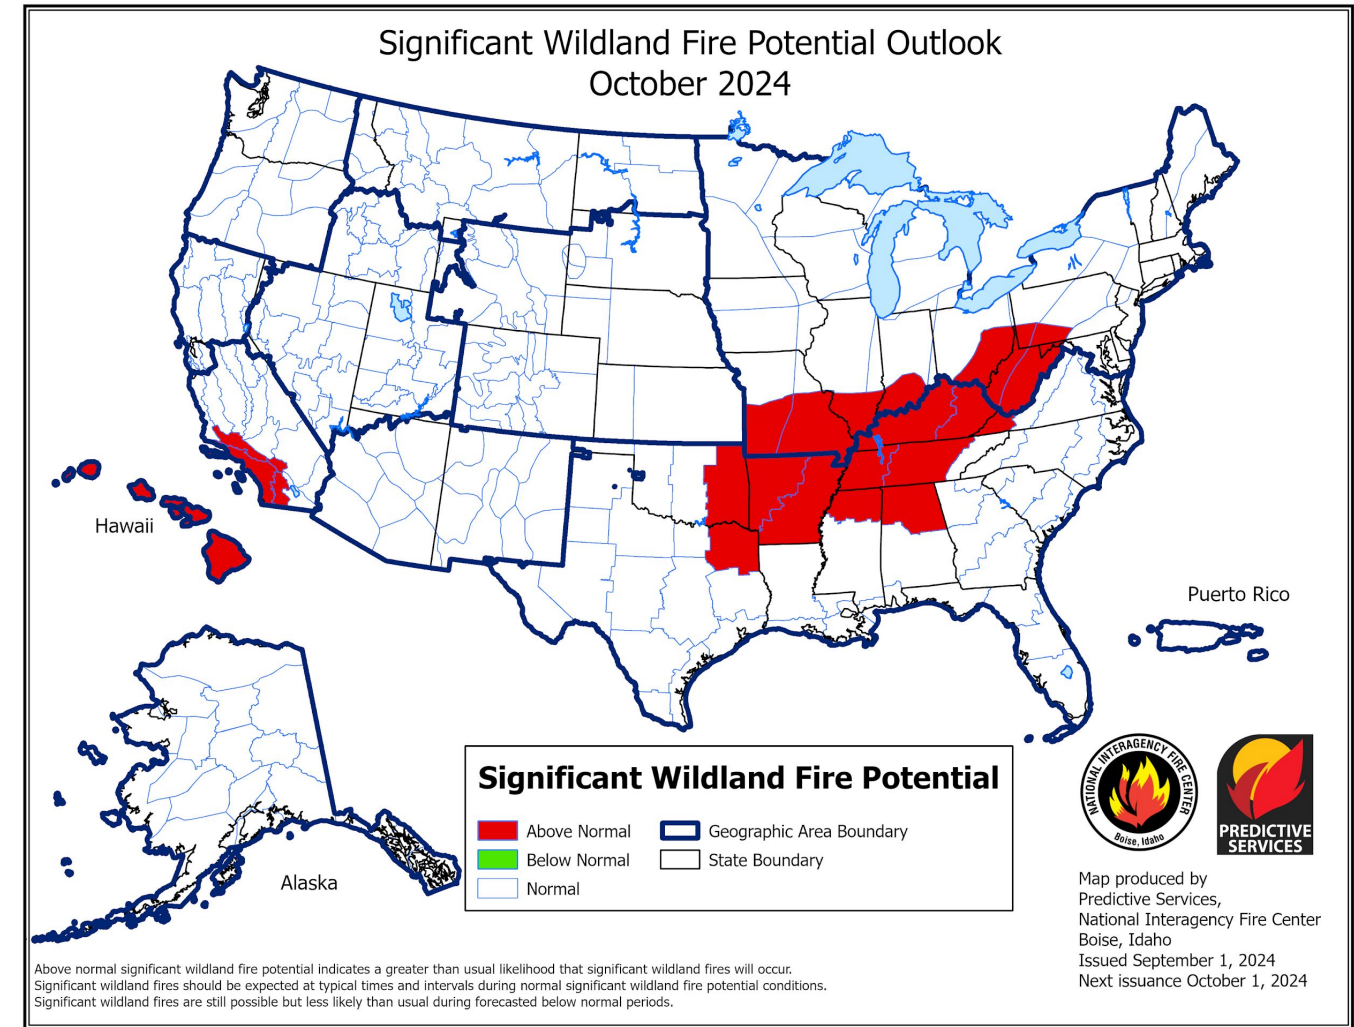 Significant Wildland Fire Potential Outlook
October 2024
Hawaii
Puerto Rico
Alaska
Significant Wildland Fire Potential
Above Normal
Geographic Area Boundary
Below Normal
State Boundary
Normal
NATIONAL INTERAGENCY FIRE CENTER
Boise, Idaho
PREDICTIVE
SERVICES
Map produced by
Predictive Services,
National Interagency Fire Center
Boise, Idaho
Issued September 1, 2024
Next issuance October 1, 2024
Above normal significant wildland fire potential indicates a greater than usual likelihood that significant wildland fires will occur.
Significant wildland fires should be expected at typical times and intervals during normal significant wildland fire potential conditions.
Significant wildland fires are still possible but less likely than usual during forecasted below normal periods.